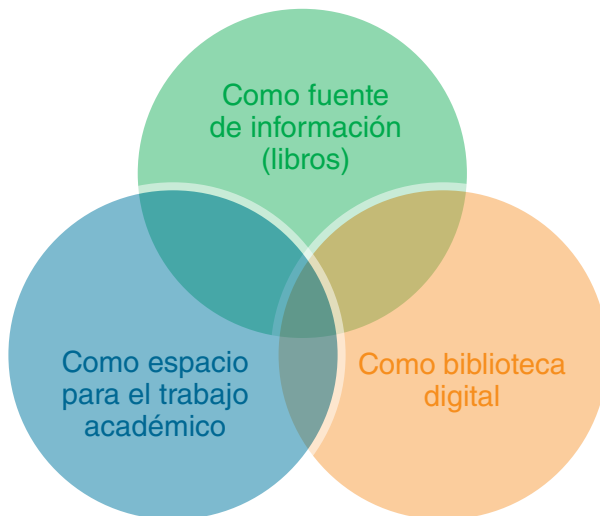 Como fuente
de información
(libros)
Como espacio
para el trabajo
académico
Como biblioteca
digital